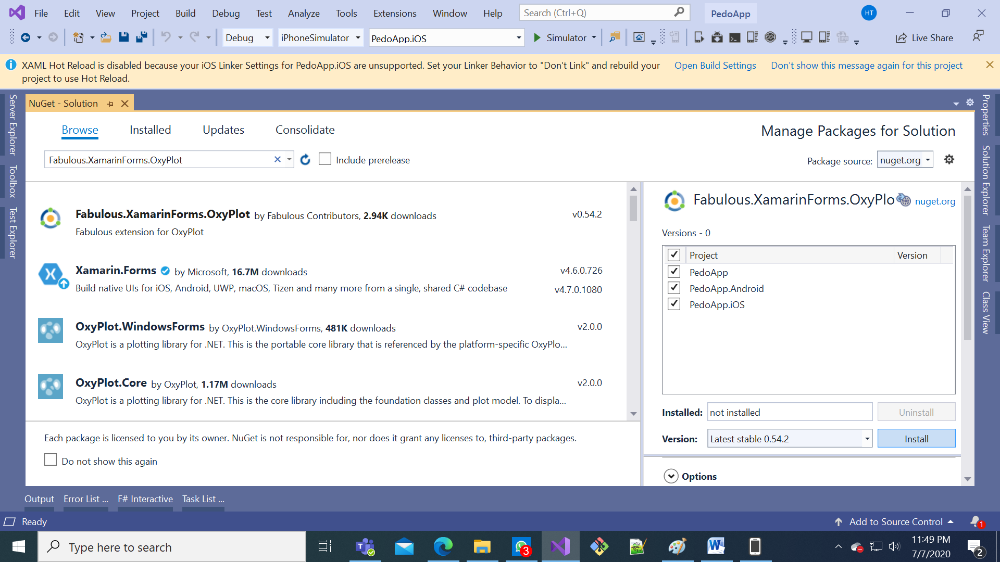 File Edit View Project Build Debug Test Analyze Tools Extensions Window Help Search (Ctrl+Q) PedoApp HT
Debug iPhoneSimulator PedoApp.iOS Simulator Live Share
XAML Hot Reload is disabled because your iOS Linker Settings for PedoApp.iOS are unsupported. Set your Linker Behavior to "Don't Link" and rebuild your Open Build Settings Don't show this message again for this project
project to use Hot Reload.
Server Explorer
Toolbox
Test Explorer
NuGet - Solution
Browse Installed Updates Consolidate Manage Packages for Solution
Fabulous.XamarinForms.OxyPlot Include prerelease Package source: nuget.org
Fabulous.XamarinForms.OxyPlot by Fabulous Contributors, 2.94K downloads v0.54.2
Fabulous extension for OxyPlot
Xamarin.Forms by Microsoft, 16.7M downloads v4.6.0.726
Build native UIs for iOS, Android, UWP, macOS, Tizen and many more from a single, shared C# codebase v4.7.0.1080
OxyPlot.WindowsForms by OxyPlot.WindowsForms, 481K downloads v2.0.0
OxyPlot is a plotting library for .NET. This is the portable core library that is referenced by the platform-specific OxyPlo...
OxyPlot.Core by OxyPlot, 1.17M downloads v2.0.0
OxyPlot is a plotting library for .NET. This is the core library including the foundation classes and plot model. To displa...
Each package is licensed to you by its owner. NuGet is not responsible for, nor does it grant any licenses to, third-party packages.
Do not show this again
Fabulous.XamarinForms.OxyPlo nuget.org
Versions - 0
Project Version
PedoApp
PedoApp.Android
PedoApp.iOS
Installed: not installed Uninstall
Version: Latest stable 0.54.2 Install
Options
Properties
Solution Explorer
Team Explorer
Class View
Output Error List ... F# Interactive Task List ...
Ready Add to Source Control 1
Type here to search 3 11:49 PM
7/7/2020 2